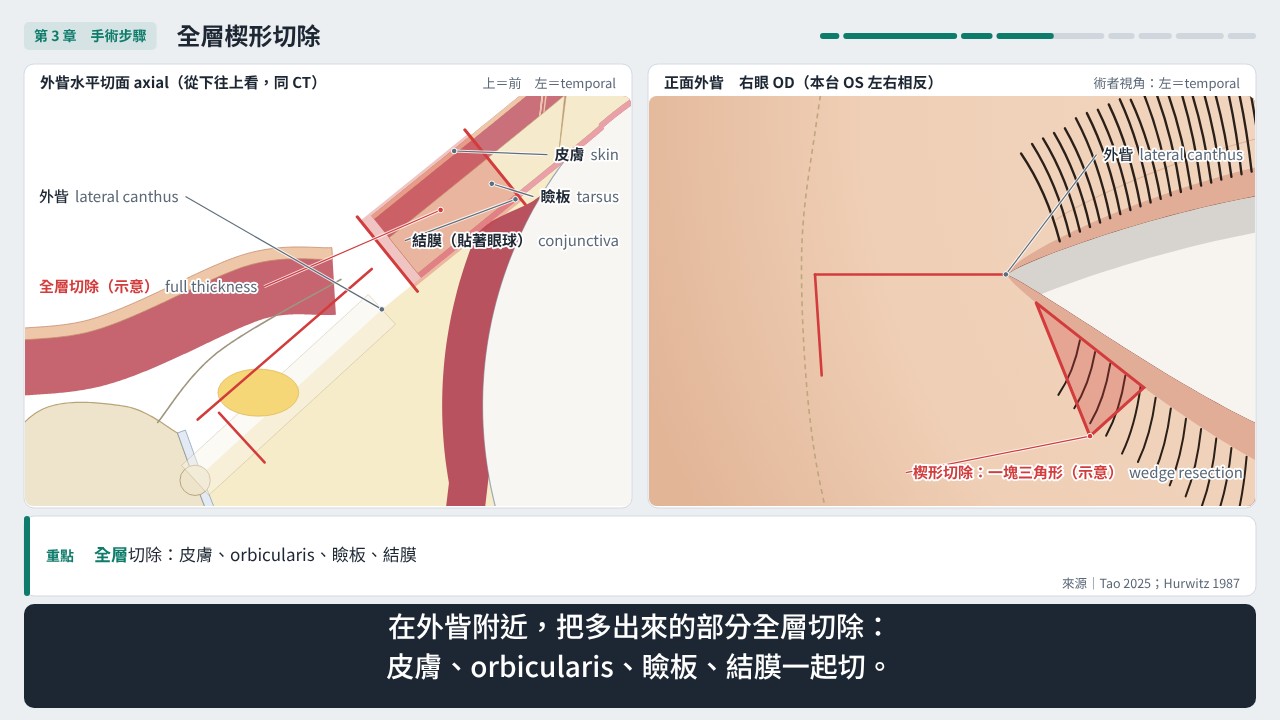 第 3 章　手術步驟
全層楔形切除
外眥水平切面 axial（從下往上看，同 CT）
上＝前　左＝temporal
皮膚 skin
外眥 lateral canthus
瞼板 tarsus
結膜（貼著眼球） conjunctiva
全層切除（示意） full thickness
正面外眥　右眼 OD（本台 OS 左右相反）
術者視角：左＝temporal
外眥 lateral canthus
楔形切除：一塊三角形（示意） wedge resection
重點　全層切除：皮膚、orbicularis、瞼板、結膜
來源｜Tao 2025；Hurwitz 1987
在外眥附近，把多出來的部分全層切除：
皮膚、orbicularis、瞼板、結膜一起切。